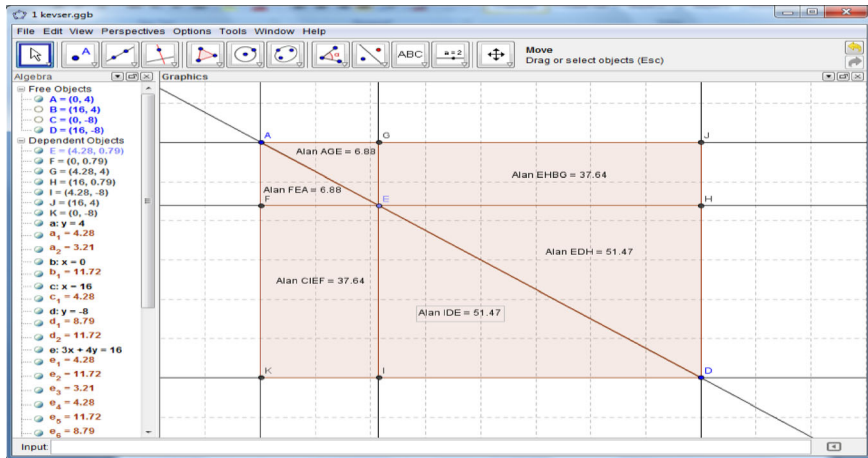 1 kevser.ggb
File Edit View Perspectives Options Tools Window Help
A
ABC
a = 2
Move
Drag or select objects (Esc)
Algebra
Free Objects
A = (0, 4)
B = (16, 4)
C = (0, -8)
D = (16, -8)
Dependent Objects
E = (4.28, 0.79)
F = (0, 0.79)
G = (4.28, 4)
H = (16, 0.79)
I = (4.28, -8)
J = (16, 4)
K = (0, -8)
a: y = 4
a1 = 4.28
a2 = 3.21
b: x = 0
b1 = 11.72
c: x = 16
c1 = 4.28
d: y = -8
d1 = 8.79
d2 = 11.72
e: 3x + 4y = 16
e1 = 4.28
e2 = 11.72
e3 = 3.21
e4 = 4.28
e5 = 11.72
e6 = 8.79
Graphics
A G J
Alan AGE = 6.88
Alan EHBG = 37.64
Alan FEA = 6.88
F E H
Alan EDH = 51.47
Alan CIEF = 37.64
Alan IDE = 51.47
K I D
Input: